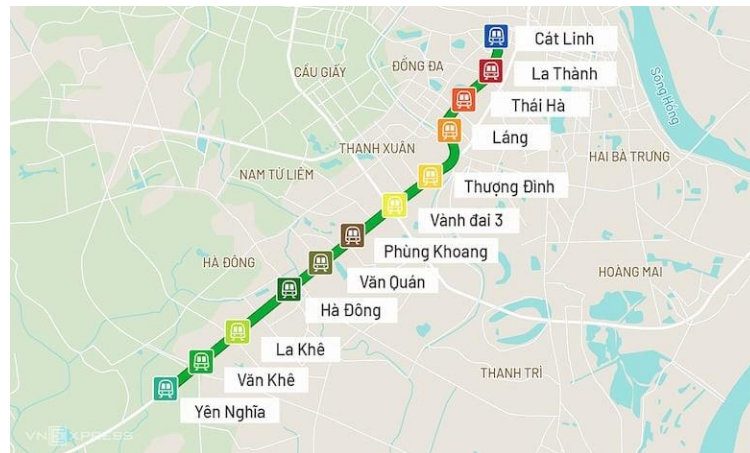 Cát Linh
ĐỐNG ĐA
CẦU GIẤY
La Thành
Sông Hồng
Thái Hà
Láng
THANH XUÂN
HAI BÀ TRƯNG
NAM TỪ LIÊM
Thượng Đình
Vành đai 3
Phùng Khoang
HÀ ĐÔNG
HOÀNG MAI
Văn Quán
Hà Đông
La Khê
THANH TRÌ
Văn Khê
Yên Nghĩa
VNEXPRESS